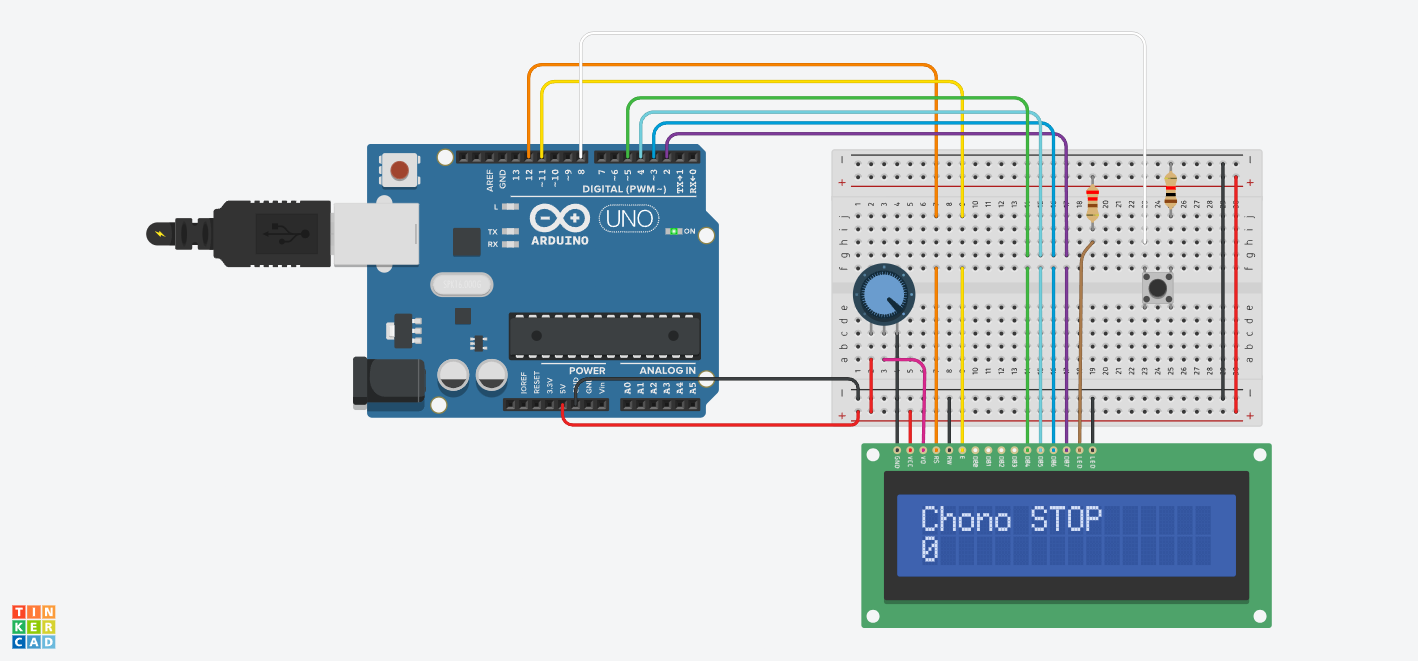 AREF
GND
13
12
~11
~10
~9
8
7
~6
~5
4
~3
2
TX→1
RX←0
DIGITAL (PWM~)
L
TX
RX
ARDUINO
UNO
ON
POWER
ANALOG IN
IOREF
RESET
3.3V
5V
GND
GND
Vin
A0
A1
A2
A3
A4
A5
GND
VCC
V0
RS
RW
E
DB0
DB1
DB2
DB3
DB4
DB5
DB6
DB7
LED
LED
Chono STOP
0
TIN
KER
CAD